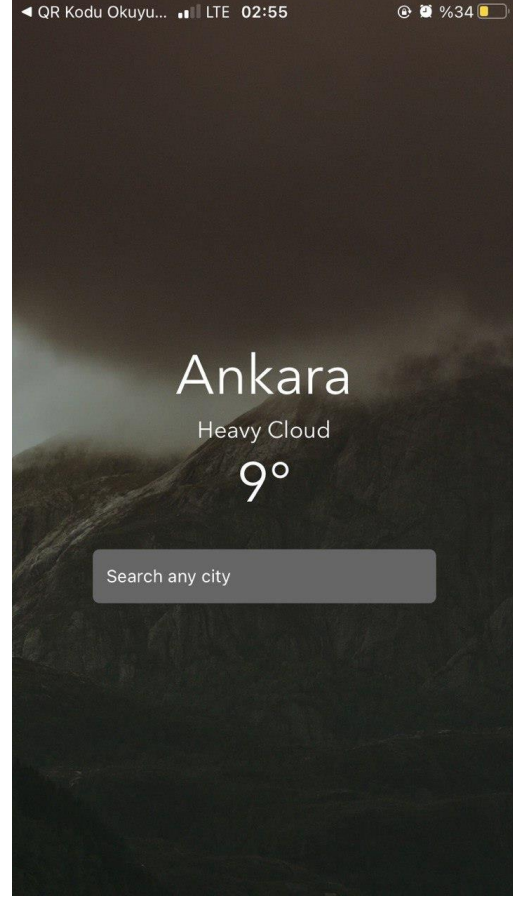 ◀ QR Kodu Okuyu... LTE 02:55 %34
Ankara
Heavy Cloud
9°
Search any city